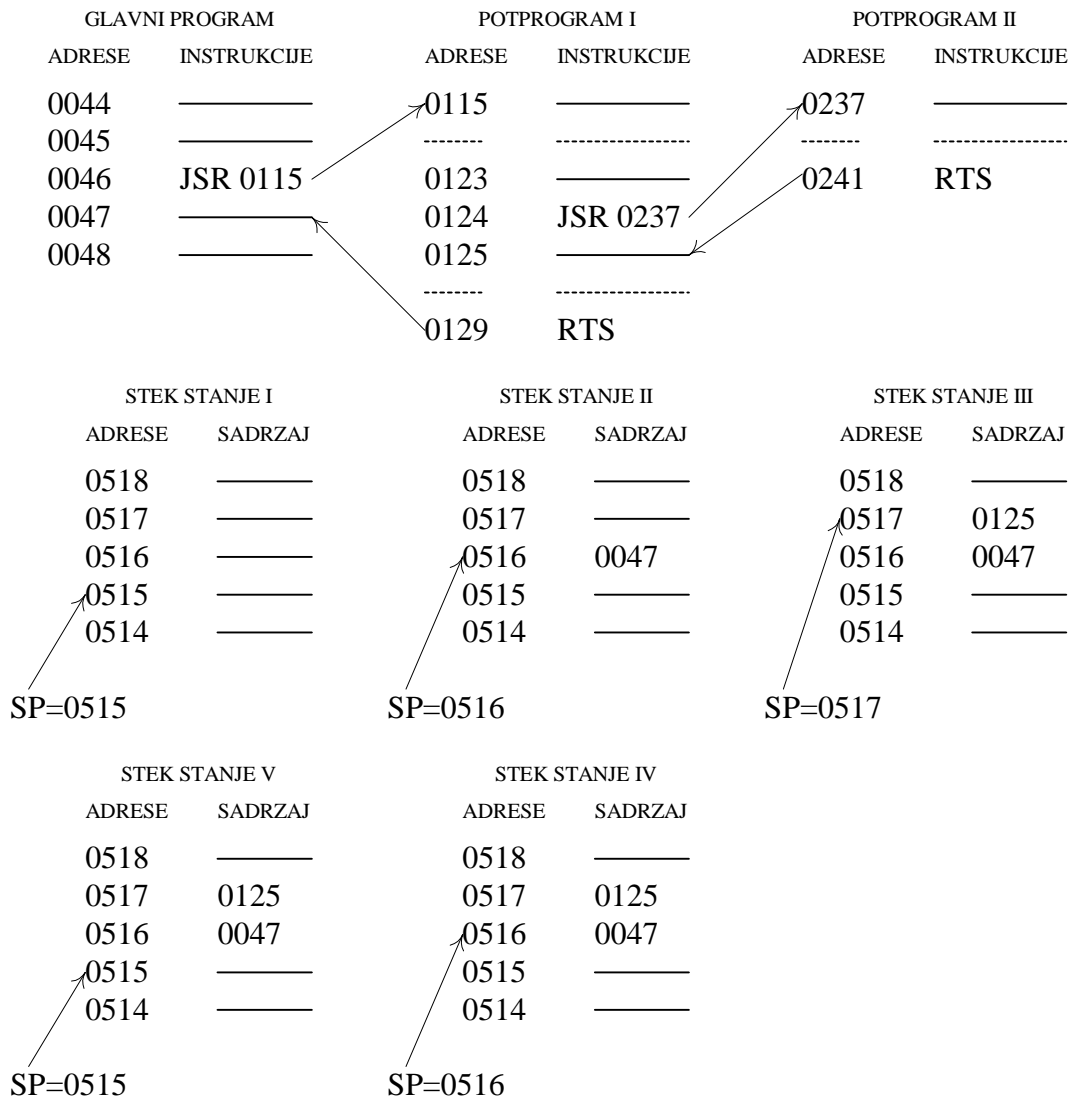 GLAVNI PROGRAM POTPROGRAM I POTPROGRAM II
ADRESE INSTRUKCIJE ADRESE INSTRUKCIJE ADRESE INSTRUKCIJE
0044 0115 0237
0045
0046 JSR 0115 0123 0241 RTS
0047 0124 JSR 0237
0048 0125
0129 RTS
STEK STANJE I STEK STANJE II STEK STANJE III
ADRESE SADRZAJ ADRESE SADRZAJ ADRESE SADRZAJ
0518 0518 0518
0517 0517 0517 0125
0516 0516 0047 0516 0047
0515 0515 0515
0514 0514 0514
SP=0515 SP=0516 SP=0517
STEK STANJE V STEK STANJE IV
ADRESE SADRZAJ ADRESE SADRZAJ
0518 0518
0517 0125 0517 0125
0516 0047 0516 0047
0515 0515
0514 0514
SP=0515 SP=0516